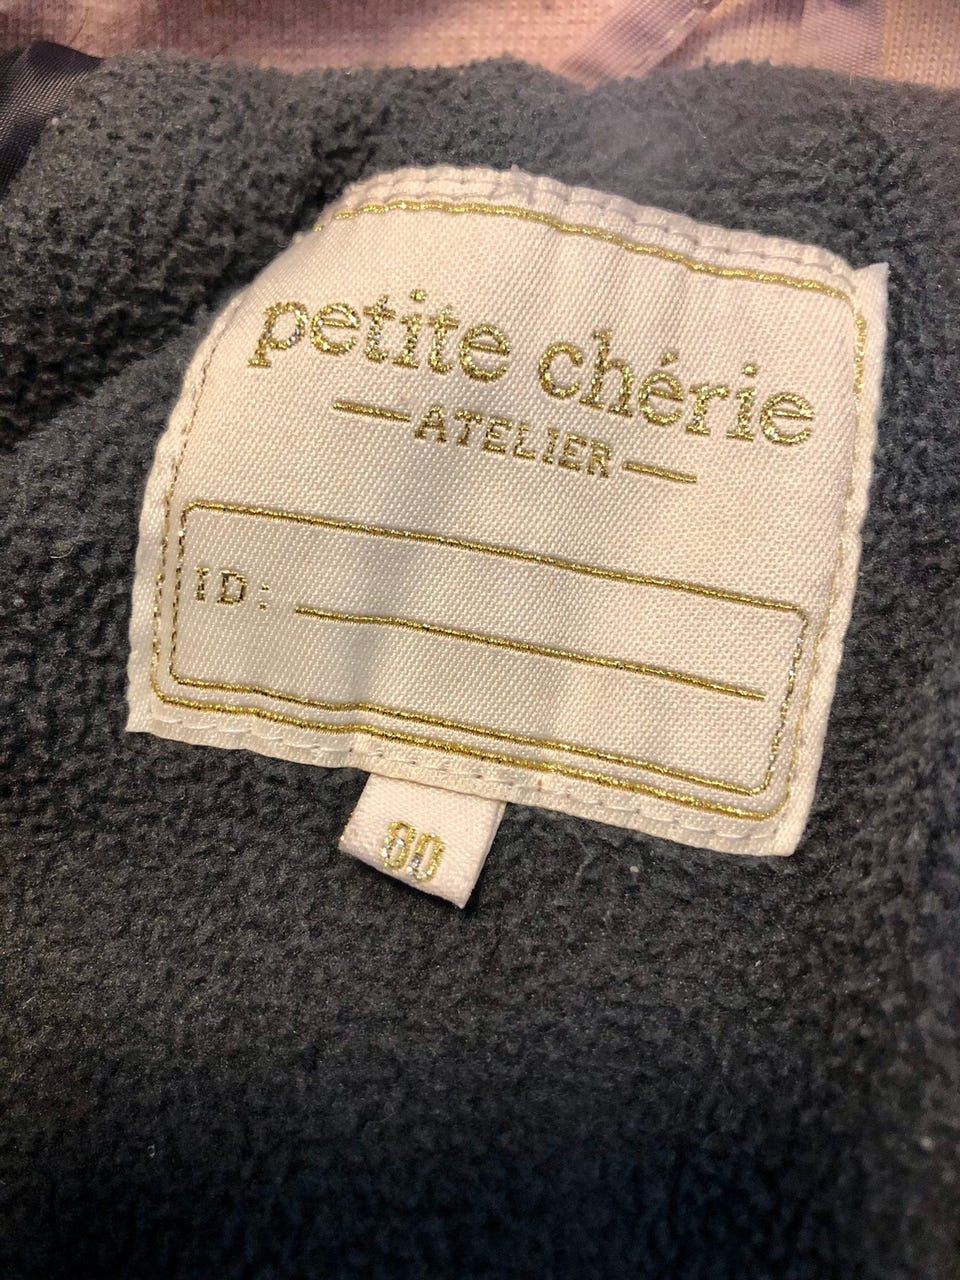 petite chérie
ATELIER
ID:
80